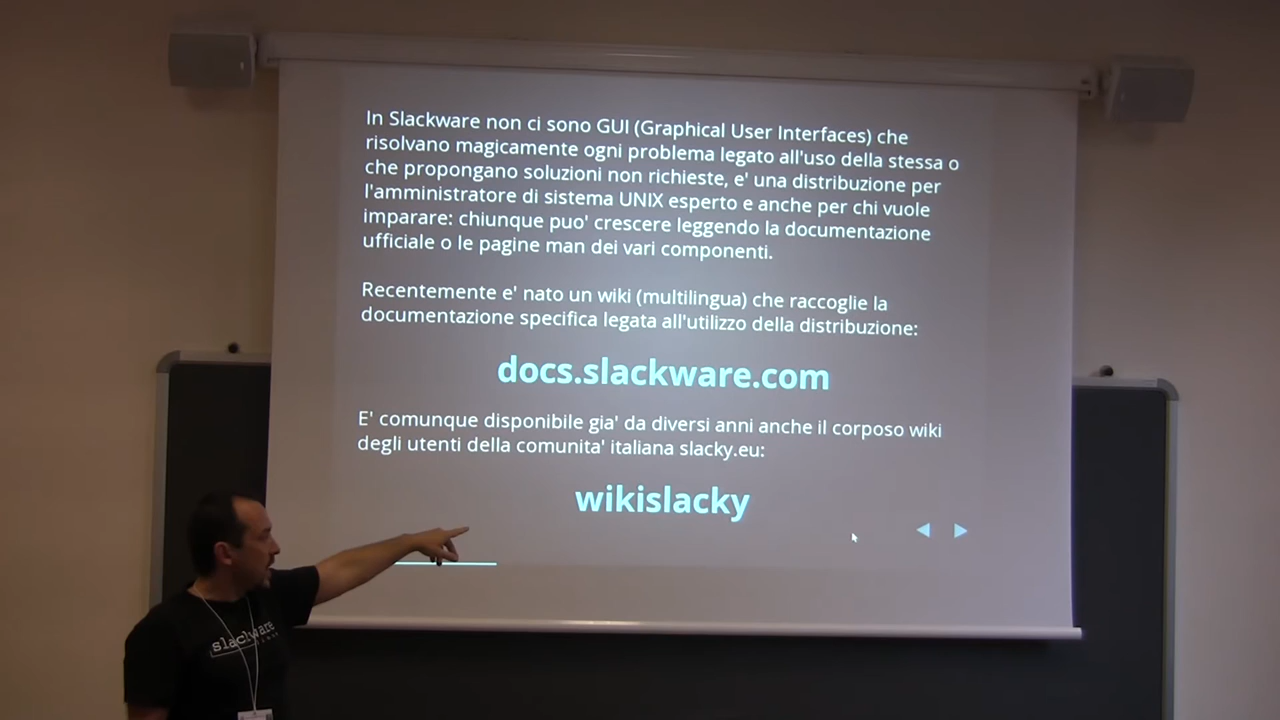 In Slackware non ci sono GUI (Graphical User Interfaces) che
risolvano magicamente ogni problema legato all'uso della stessa o
che propongano soluzioni non richieste, e' una distribuzione per
l'amministratore di sistema UNIX esperto e anche per chi vuole
imparare: chiunque puo' crescere leggendo la documentazione
ufficiale o le pagine man dei vari componenti.
Recentemente e' nato un wiki (multilingua) che raccoglie la
documentazione specifica legata all'utilizzo della distribuzione:
docs.slackware.com
E' comunque disponibile gia' da diversi anni anche il corposo wiki
degli utenti della comunita' italiana slacky.eu:
wikislacky
slackware